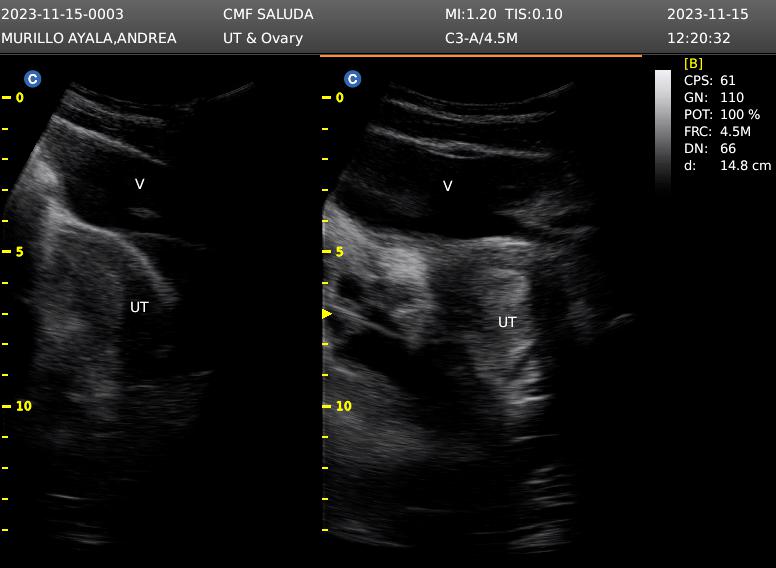 2023-11-15-0003 CMF SALUDA MI:1.20 TIS:0.10 2023-11-15
MURILLO AYALA,ANDREA UT & Ovary C3-A/4.5M 12:20:32
C C [B]
0 0 CPS: 61
GN: 110
POT: 100 %
FRC: 4.5M
DN: 66
d: 14.8 cm
V V
5 5
UT UT
10 10